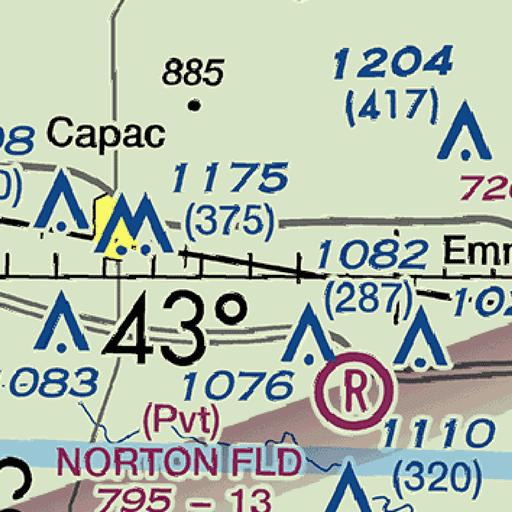 885
1204
(417)
Capac
1175
(375)
1082
(287)
43°
1076
R
(Pvt)
NORTON FLD
795 - 13
1110
(320)